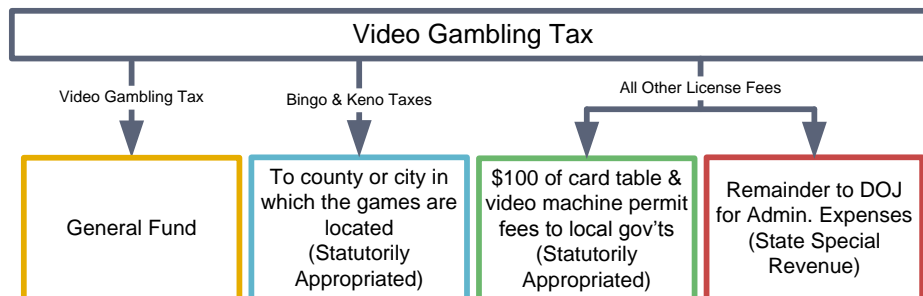 Video Gambling Tax
Video Gambling Tax
Bingo & Keno Taxes
All Other License Fees
General Fund
To county or city in
which the games are
located
(Statutorily
Appropriated)
$100 of card table &
video machine permit
fees to local gov’ts
(Statutorily
Appropriated)
Remainder to DOJ
for Admin. Expenses
(State Special
Revenue)